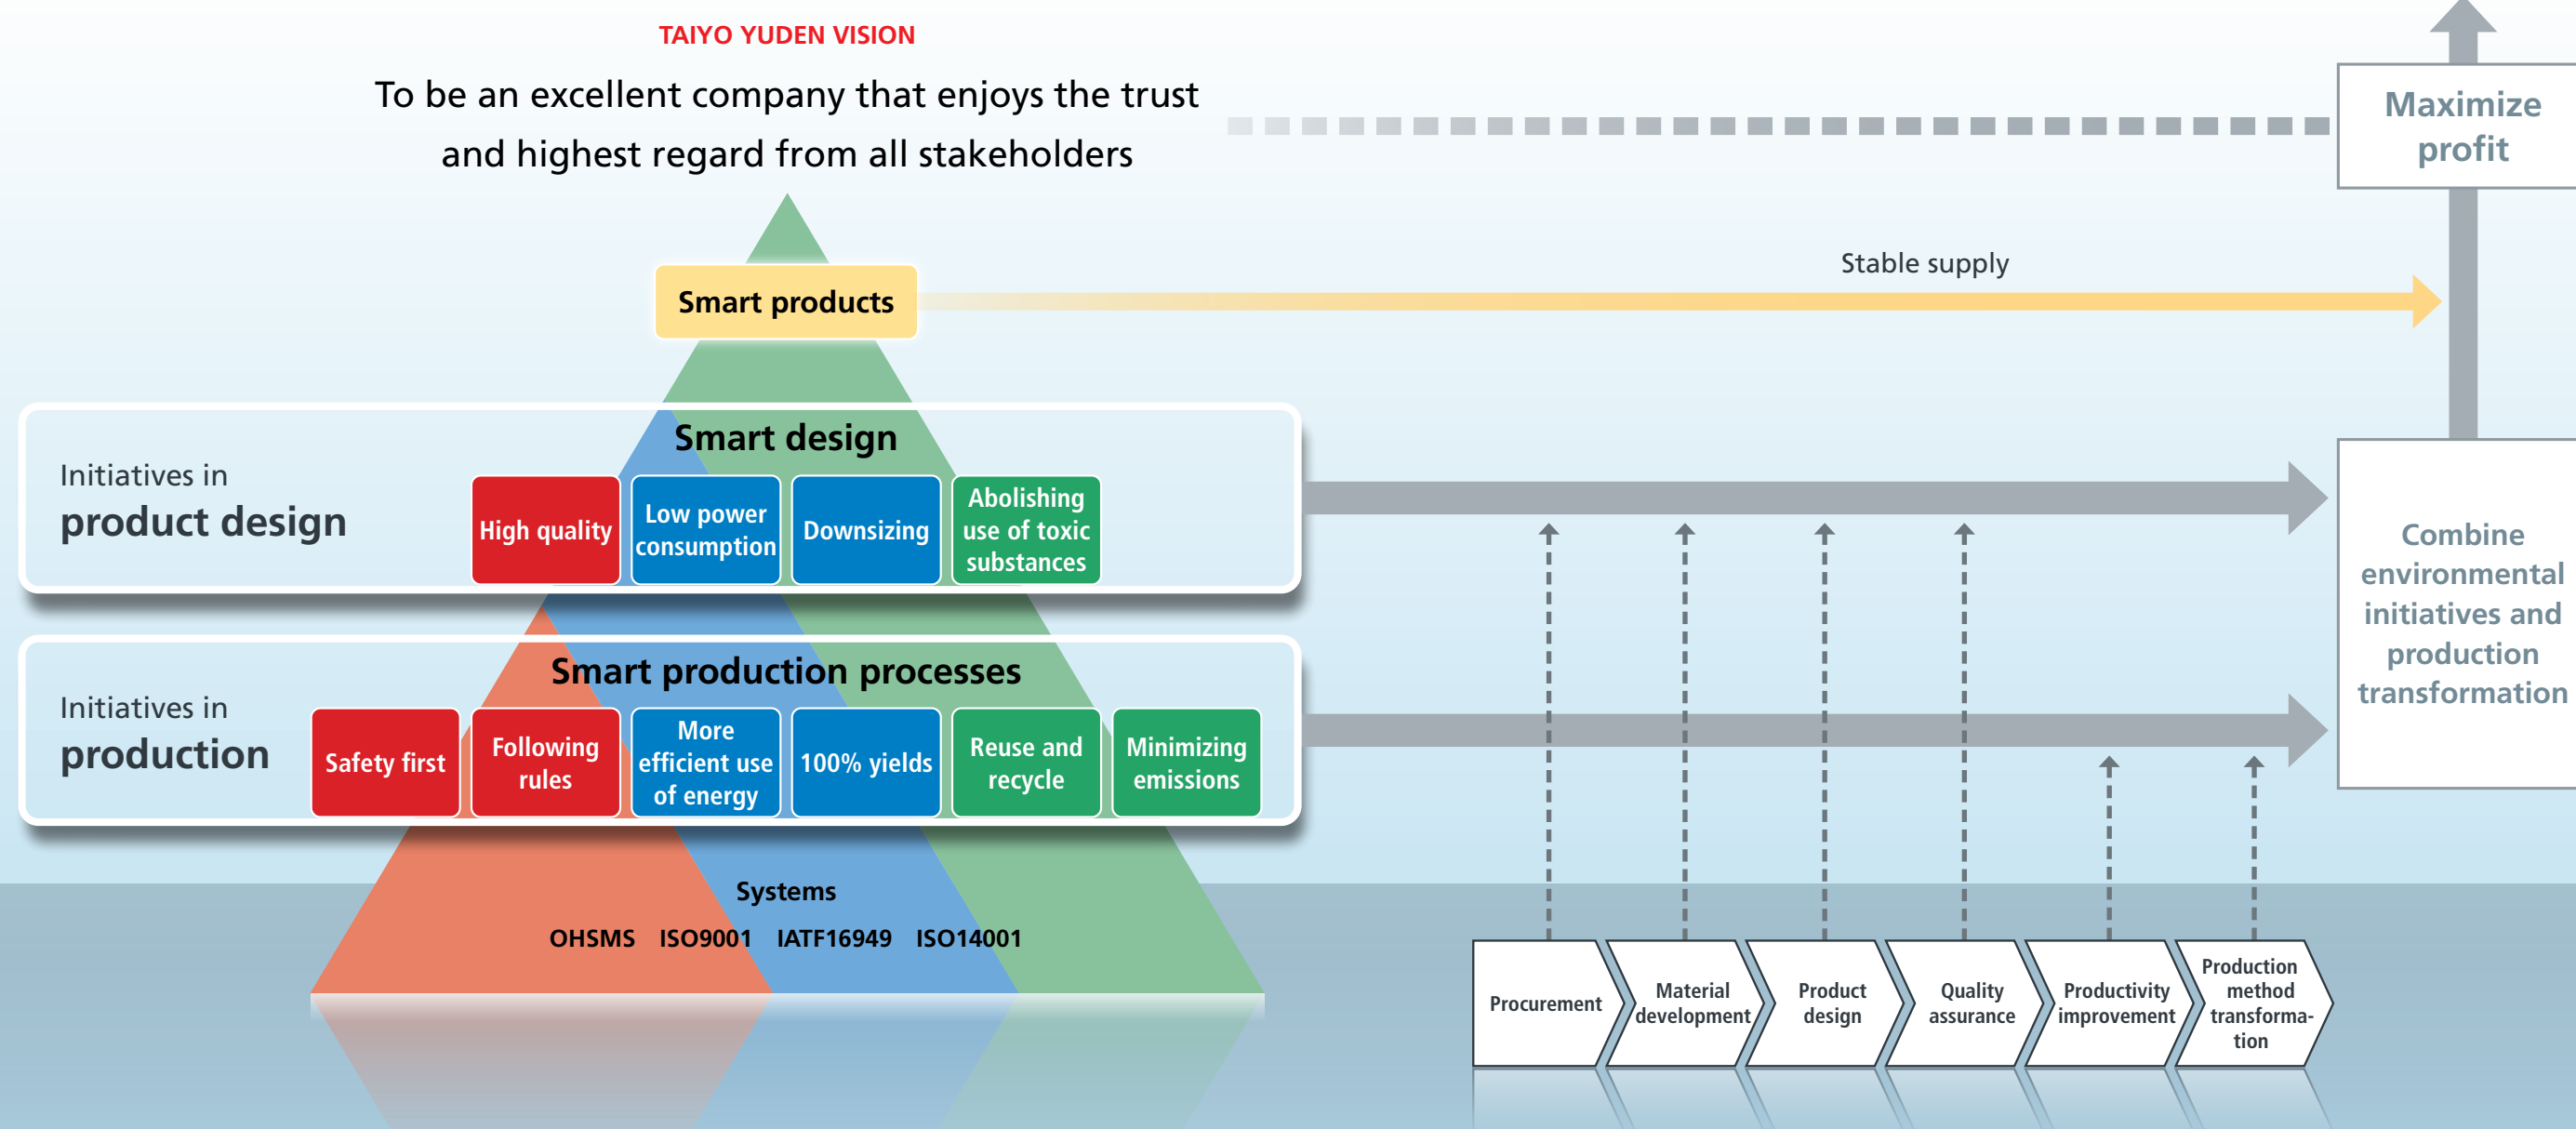 TAIYO YUDEN VISION
To be an excellent company that enjoys the trust
and highest regard from all stakeholders
Maximize
profit
Smart products
Stable supply
Initiatives in
product design
Smart design
High quality
Low power
consumption
Downsizing
Abolishing
use of toxic
substances
Combine
environmental
initiatives and
production
transformation
Initiatives in
production
Smart production processes
Safety first
Following
rules
More
efficient use
of energy
100% yields
Reuse and
recycle
Minimizing
emissions
Systems
OHSMS ISO9001 IATF16949 ISO14001
Procurement
Material
development
Product
design
Quality
assurance
Productivity
improvement
Production
method
transforma-
tion